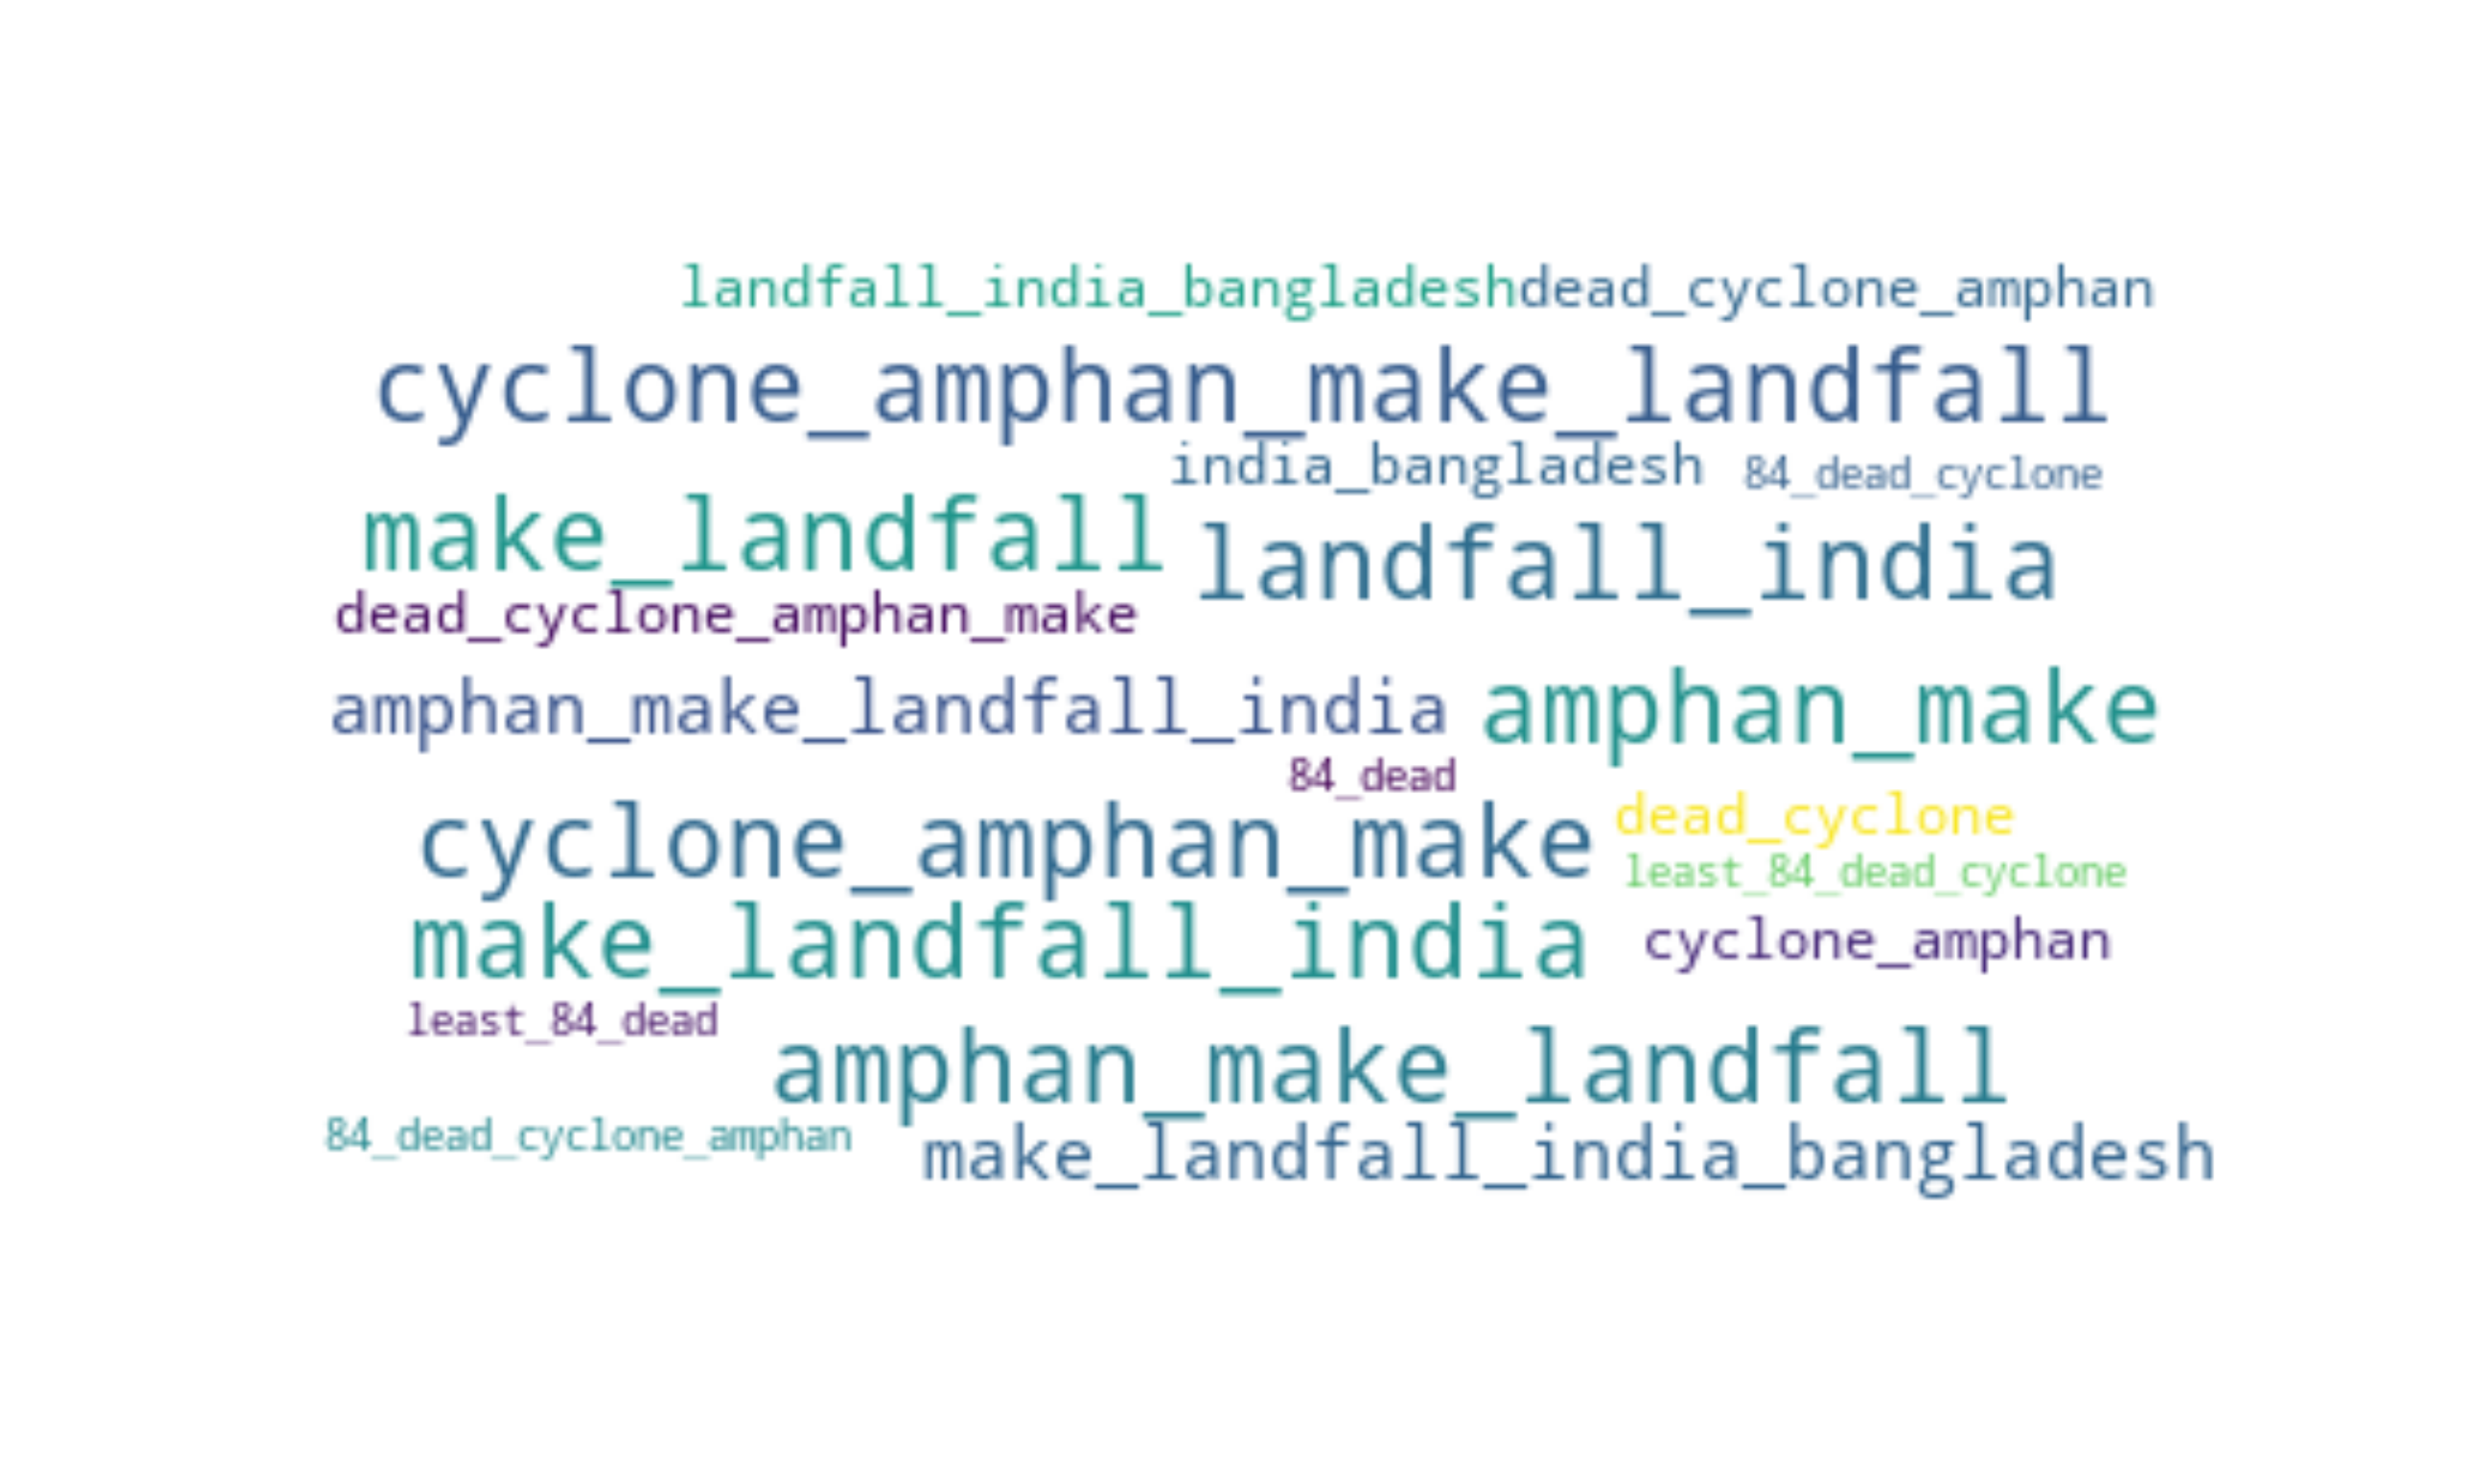 landfall_india_bangladesh dead_cyclone_amphan
cyclone_amphan_make_landfall
india_bangladesh 84_dead_cyclone
make_landfall landfall_india
dead_cyclone_amphan_make
amphan_make_landfall_india amphan_make
84_dead
cyclone_amphan_make dead_cyclone
least_84_dead_cyclone
make_landfall_india cyclone_amphan
least_84_dead
amphan_make_landfall
84_dead_cyclone_amphan make_landfall_india_bangladesh